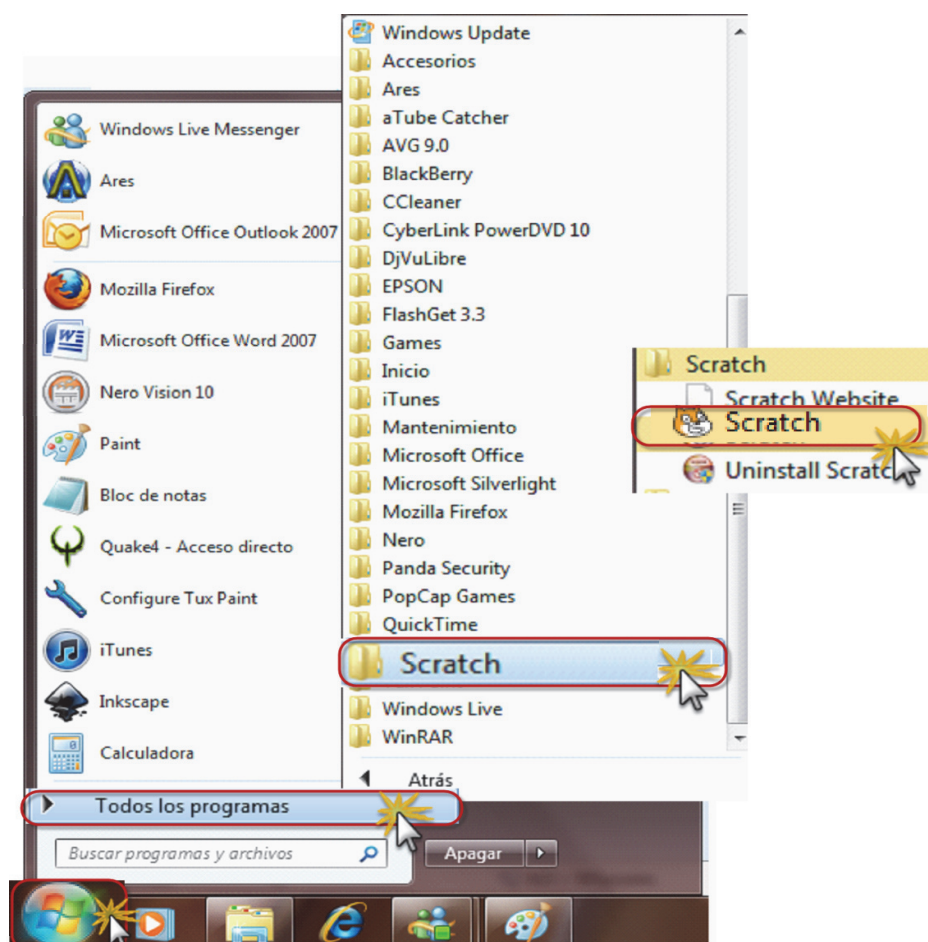 Windows Live Messenger
Ares
Microsoft Office Outlook 2007
Mozilla Firefox
Microsoft Office Word 2007
Nero Vision 10
Paint
Bloc de notas
Quake4 - Acceso directo
Configure Tux Paint
iTunes
Inkscape
Calculadora
Todos los programas
Buscar programas y archivos
Apagar
Windows Update
Accesorios
Ares
aTube Catcher
AVG 9.0
BlackBerry
CCleaner
CyberLink PowerDVD 10
DjVuLibre
EPSON
FlashGet 3.3
Games
Inicio
iTunes
Mantenimiento
Microsoft Office
Microsoft Silverlight
Mozilla Firefox
Nero
Panda Security
PopCap Games
QuickTime
Scratch
Windows Live
WinRAR
Atrás
Scratch
Scratch Website
Scratch
Uninstall Scratc